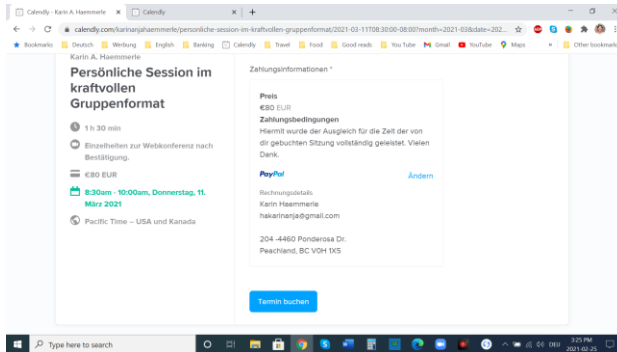 Calendly - Karin A. Haemmerle
Calendly
calendly.com/karinanjahaemmerle/personliche-session-im-kraftvollen-gruppenformat/2021-03-11T08:30:00-08:00?month=2021-03&date=202...
Bookmarks Deutsch Werbung English Banking Calendly Travel Food Good reads You Tube Gmail YouTube Maps » Other bookmark
Karin A. Haemmerle
Persönliche Session im
kraftvollen
Gruppenformat
1 h 30 min
Einzelheiten zur Webkonferenz nach
Bestätigung.
€80 EUR
8:30am - 10:00am, Donnerstag, 11.
März 2021
Pacific Time – USA und Kanada
Zahlungsinformationen *
Preis
€80 EUR
Zahlungsbedingungen
Hiermit wurde der Ausgleich für die Zeit der von
dir gebuchten Sitzung vollständig geleistet. Vielen
Dank.
PayPal
Ändern
Rechnungsdetails
Karin Haemmerle
hakarinanja@gmail.com
204 -4460 Ponderosa Dr.
Peachland, BC V0H 1X5
Termin buchen
Type here to search
DEU
3:25 PM
2021-02-25